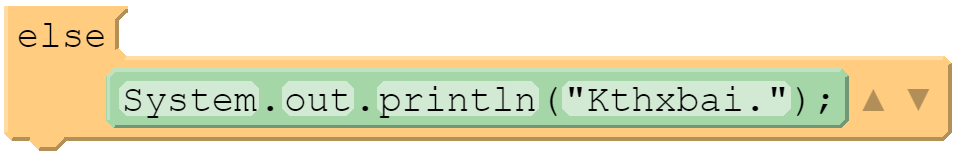 else
System.out.println("Kthxbai."); ▲ ▼